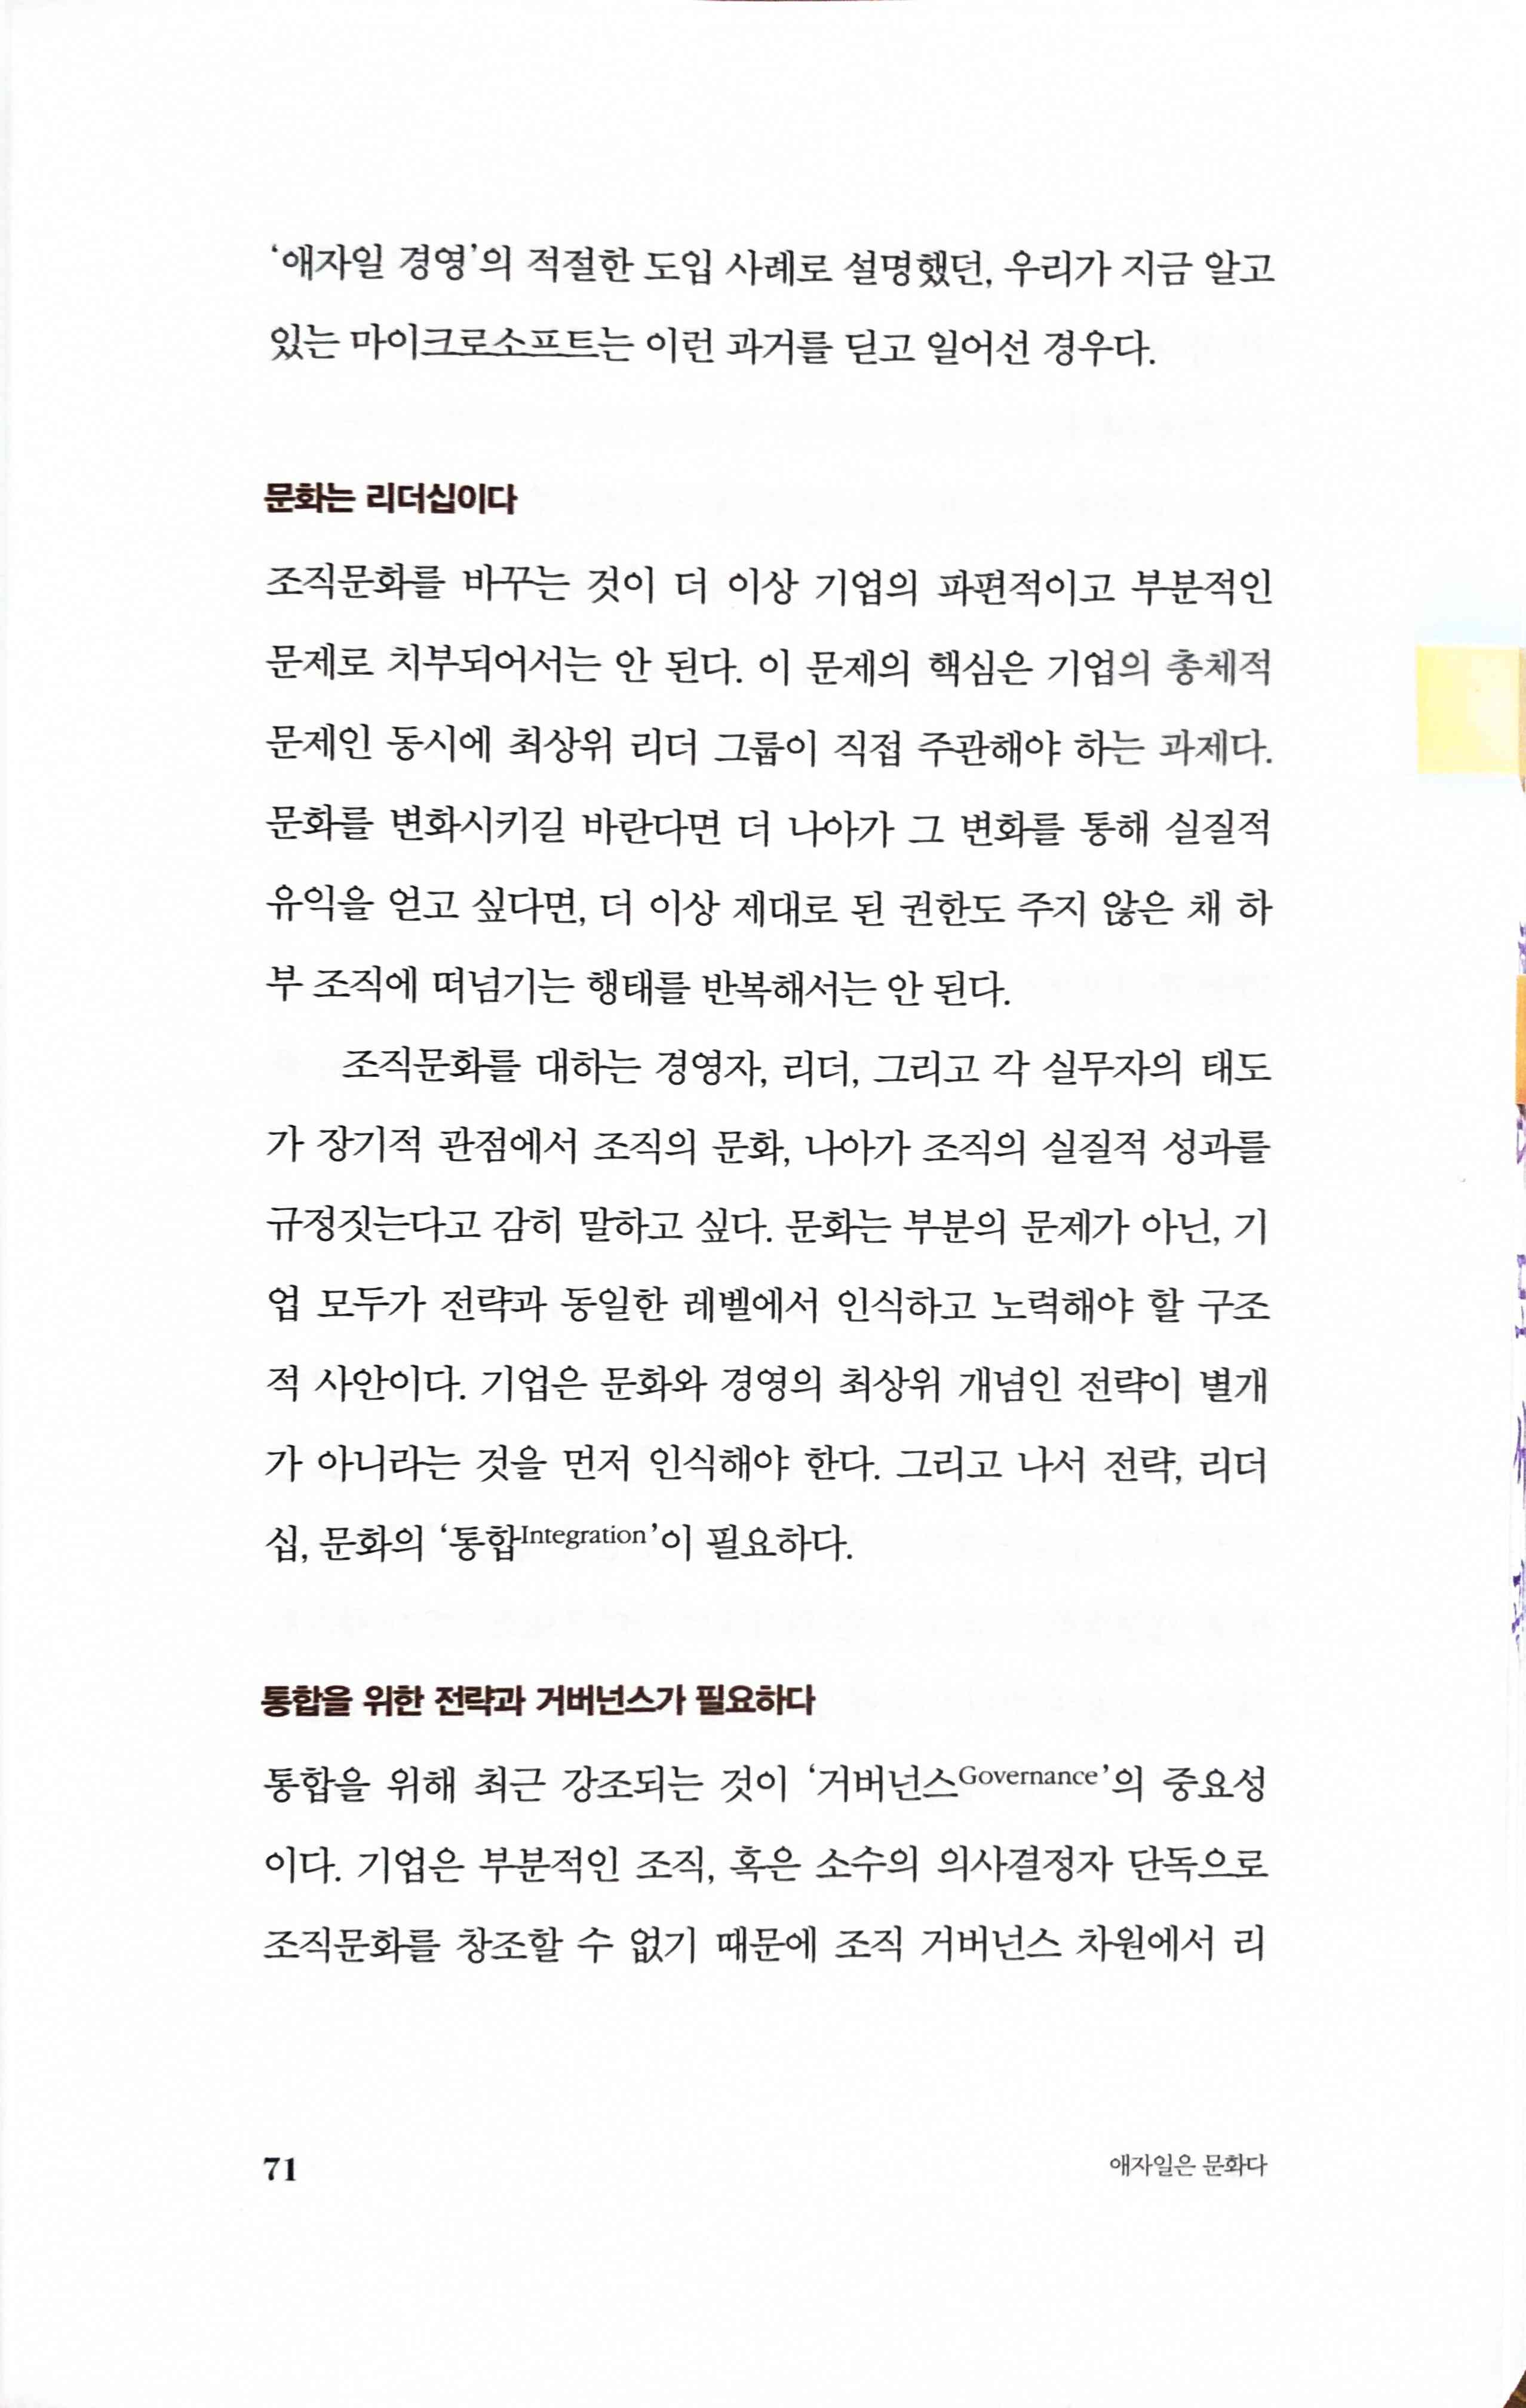 ‘애자일 경영’의 적절한 도입 사례로 설명했던, 우리가 지금 알고
있는 마이크로소프트는 이런 과거를 딛고 일어선 경우다.
문화는 리더십이다
조직문화를 바꾸는 것이 더 이상 기업의 파편적이고 부분적인
문제로 치부되어서는 안 된다. 이 문제의 핵심은 기업의 총체적
문제인 동시에 최상위 리더 그룹이 직접 주관해야 하는 과제다.
문화를 변화시키길 바란다면 더 나아가 그 변화를 통해 실질적
유익을 얻고 싶다면, 더 이상 제대로 된 권한도 주지 않은 채 하
부 조직에 떠넘기는 행태를 반복해서는 안 된다.
조직문화를 대하는 경영자, 리더, 그리고 각 실무자의 태도
가 장기적 관점에서 조직의 문화, 나아가 조직의 실질적 성과를
규정짓는다고 감히 말하고 싶다. 문화는 부분의 문제가 아닌, 기
업 모두가 전략과 동일한 레벨에서 인식하고 노력해야 할 구조
적 사안이다. 기업은 문화와 경영의 최상위 개념인 전략이 별개
가 아니라는 것을 먼저 인식해야 한다. 그리고 나서 전략, 리더
십, 문화의 ‘통합Integration’이 필요하다.
통합을 위한 전략과 거버넌스가 필요하다
통합을 위해 최근 강조되는 것이 ‘거버넌스Governance’의 중요성
이다. 기업은 부분적인 조직, 혹은 소수의 의사결정자 단독으로
조직문화를 창조할 수 없기 때문에 조직 거버넌스 차원에서 리
71
애자일은 문화다